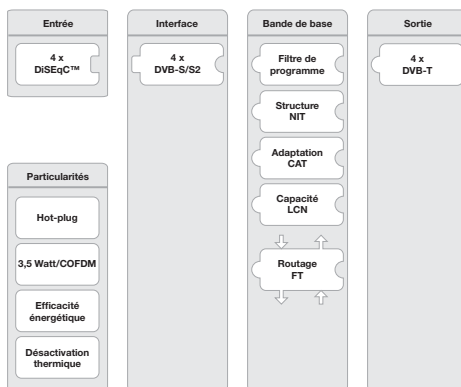 Entrée
4 x
DiSEqC™
Interface
4 x
DVB-S/S2
Bande de base
Filtre de
programme
Structure
NIT
Adaptation
CAT
Capacité
LCN
Routage
FT
Sortie
4 x
DVB-T
Particularités
Hot-plug
3,5 Watt/COFDM
Efficacité
énergétique
Désactivation
thermique